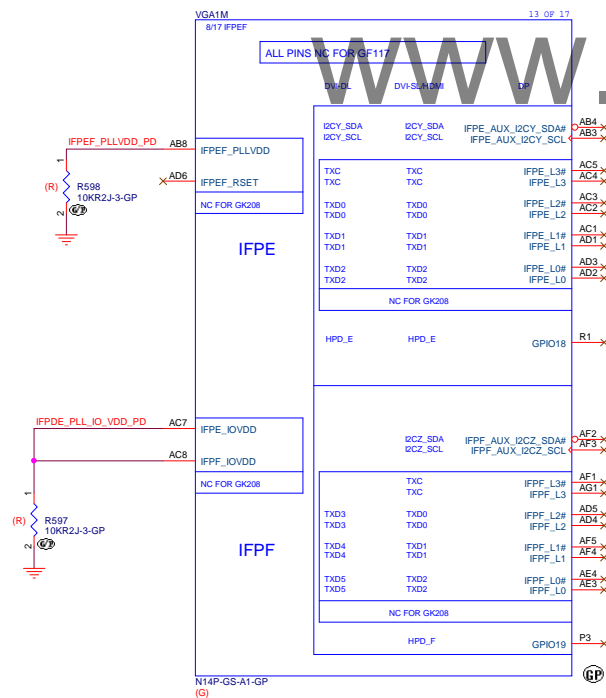 VGA1M 13 OF 17
8/17 IFPEF
ALL PINS NC FOR GF117
WWW.
DVI-DL DVI-SL/HDMI DP
I2CY_SDA I2CY_SDA IFPE_AUX_I2CY_SDA# AB4
I2CY_SCL I2CY_SCL IFPE_AUX_I2CY_SCL AB3
IFPEF_PLLVDD_PD AB8 IFPEF_PLLVDD
1
(R) R598
10KR2J-3-GP
2 GP
AD6 IFPEF_RSET
NC FOR GK208
TXC TXC IFPE_L3# AC5
TXC TXC IFPE_L3 AC4
TXD0 TXD0 IFPE_L2# AC3
TXD0 TXD0 IFPE_L2 AC2
TXD1 TXD1 IFPE_L1# AC1
TXD1 TXD1 IFPE_L1 AD1
TXD2 TXD2 IFPE_L0# AD3
TXD2 TXD2 IFPE_L0 AD2
IFPE
NC FOR GK208
HPD_E HPD_E GPIO18 R1
IFPDE_PLL_IO_VDD_PD AC7 IFPE_IOVDD
AC8 IFPF_IOVDD
NC FOR GK208
1
(R) R597
10KR2J-3-GP
2 GP
I2CZ_SDA IFPF_AUX_I2CZ_SDA# AF2
I2CZ_SCL IFPF_AUX_I2CZ_SCL AF3
TXC IFPF_L3# AF1
TXC IFPF_L3 AG1
TXD3 TXD0 IFPF_L2# AD5
TXD3 TXD0 IFPF_L2 AD4
TXD4 TXD1 IFPF_L1# AF5
TXD4 TXD1 IFPF_L1 AF4
TXD5 TXD2 IFPF_L0# AE4
TXD5 TXD2 IFPF_L0 AE3
IFPF
NC FOR GK208
HPD_F GPIO19 P3
N14P-GS-A1-GP
(G)
GP